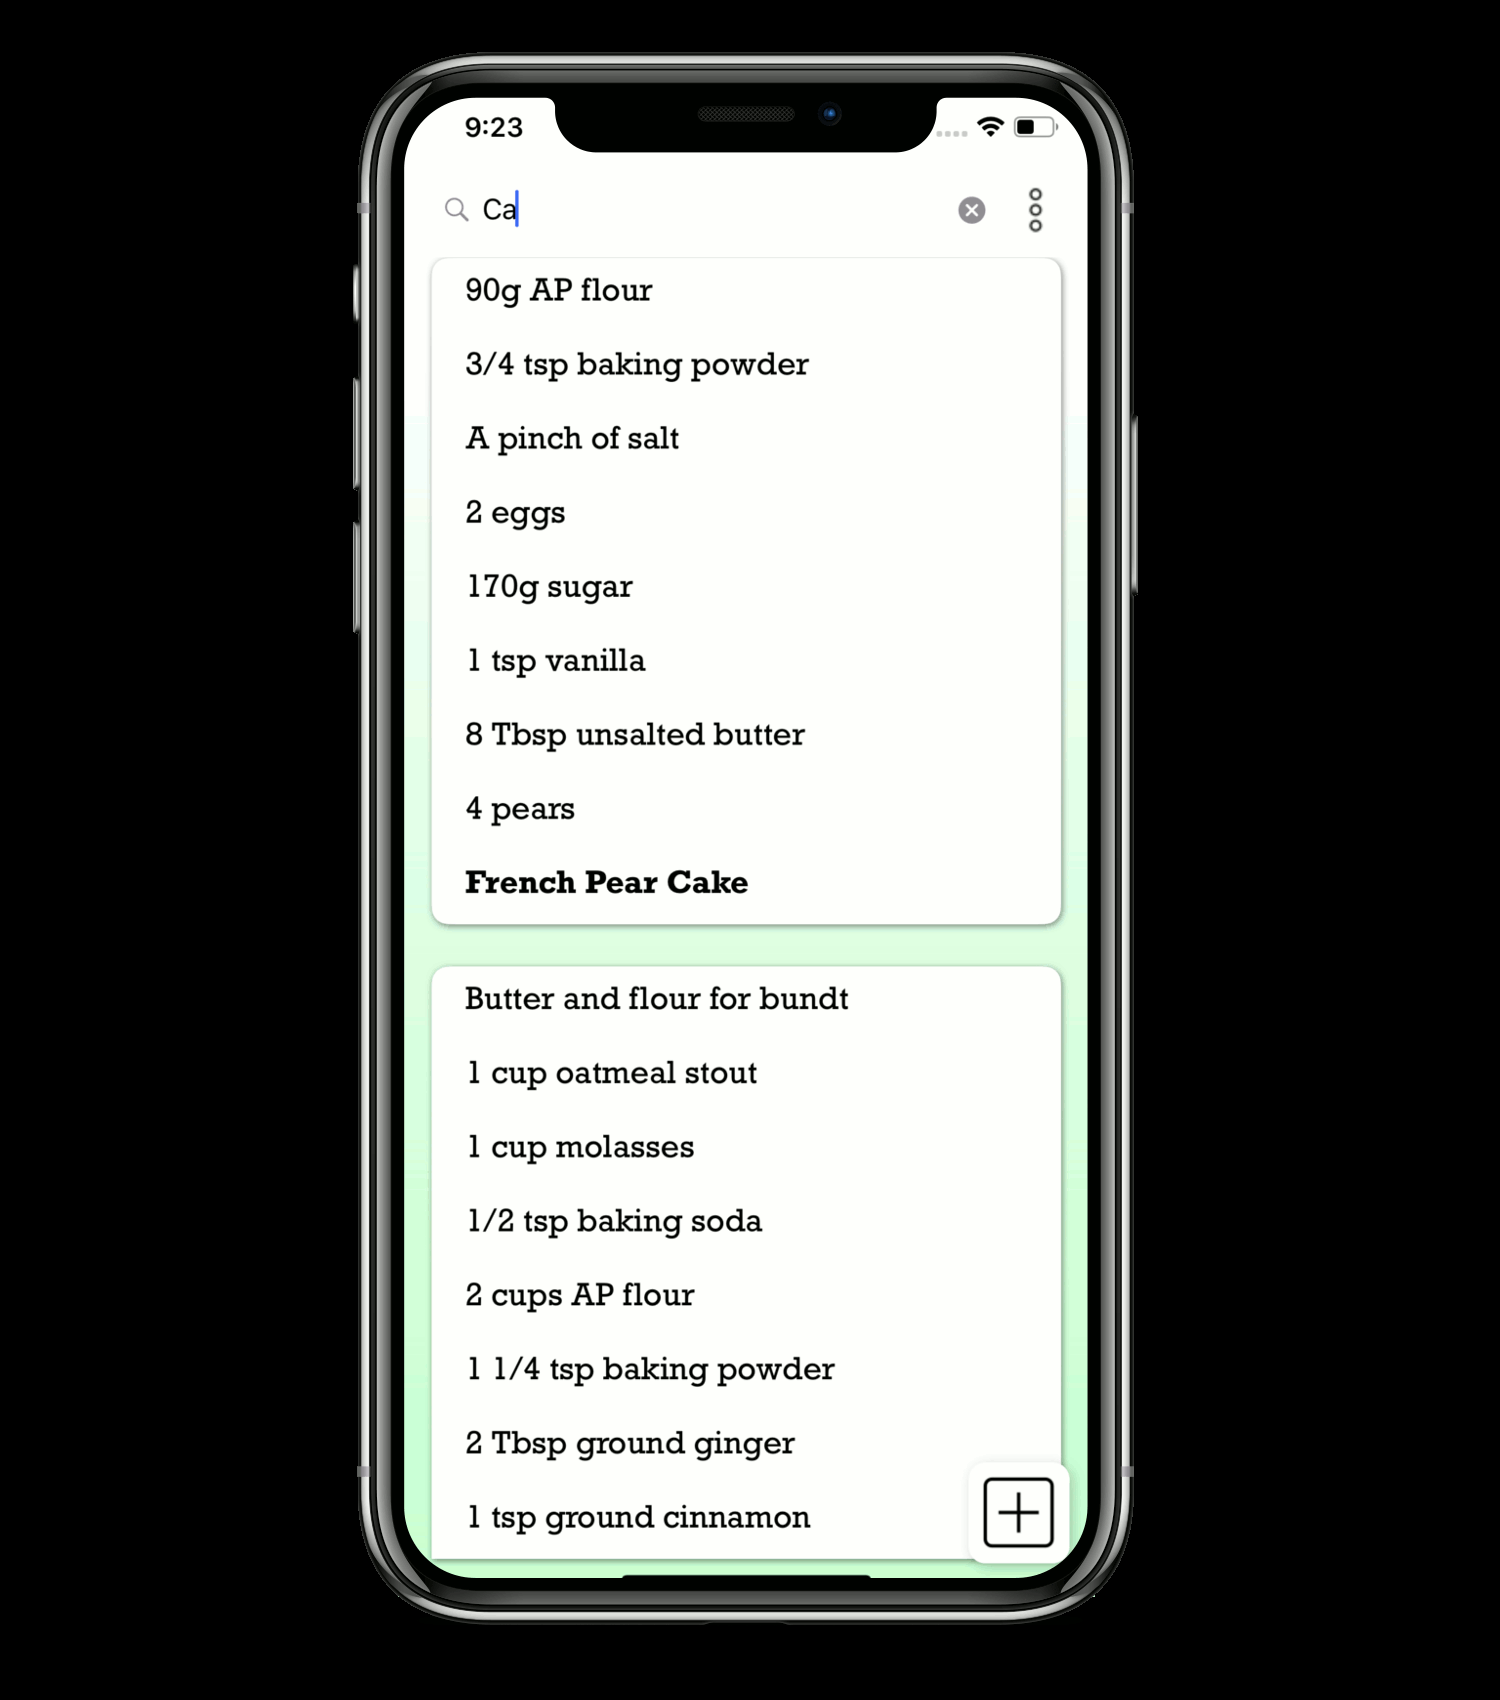 9:23
Ca
90g AP flour
3/4 tsp baking powder
A pinch of salt
2 eggs
170g sugar
1 tsp vanilla
8 Tbsp unsalted butter
4 pears
French Pear Cake
Butter and flour for bundt
1 cup oatmeal stout
1 cup molasses
1/2 tsp baking soda
2 cups AP flour
1 1/4 tsp baking powder
2 Tbsp ground ginger
1 tsp ground cinnamon